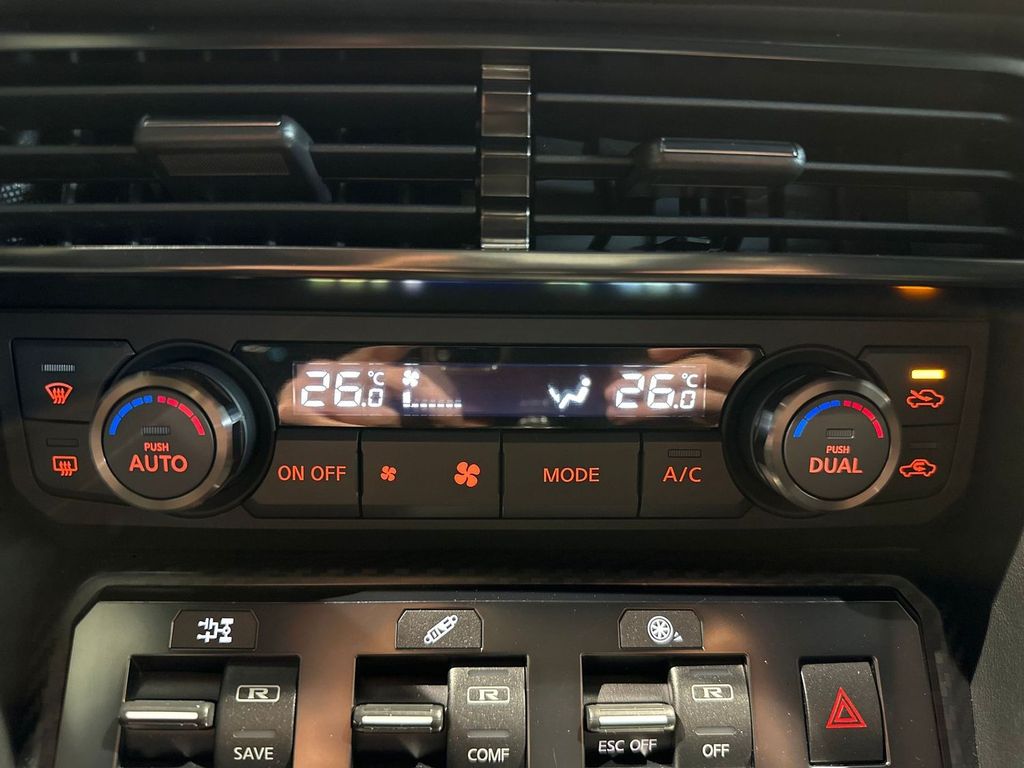 26.0°C
26.0°C
PUSH
AUTO
ON OFF
MODE
A/C
PUSH
DUAL
R
R
R
SAVE
COMF
ESC OFF
OFF